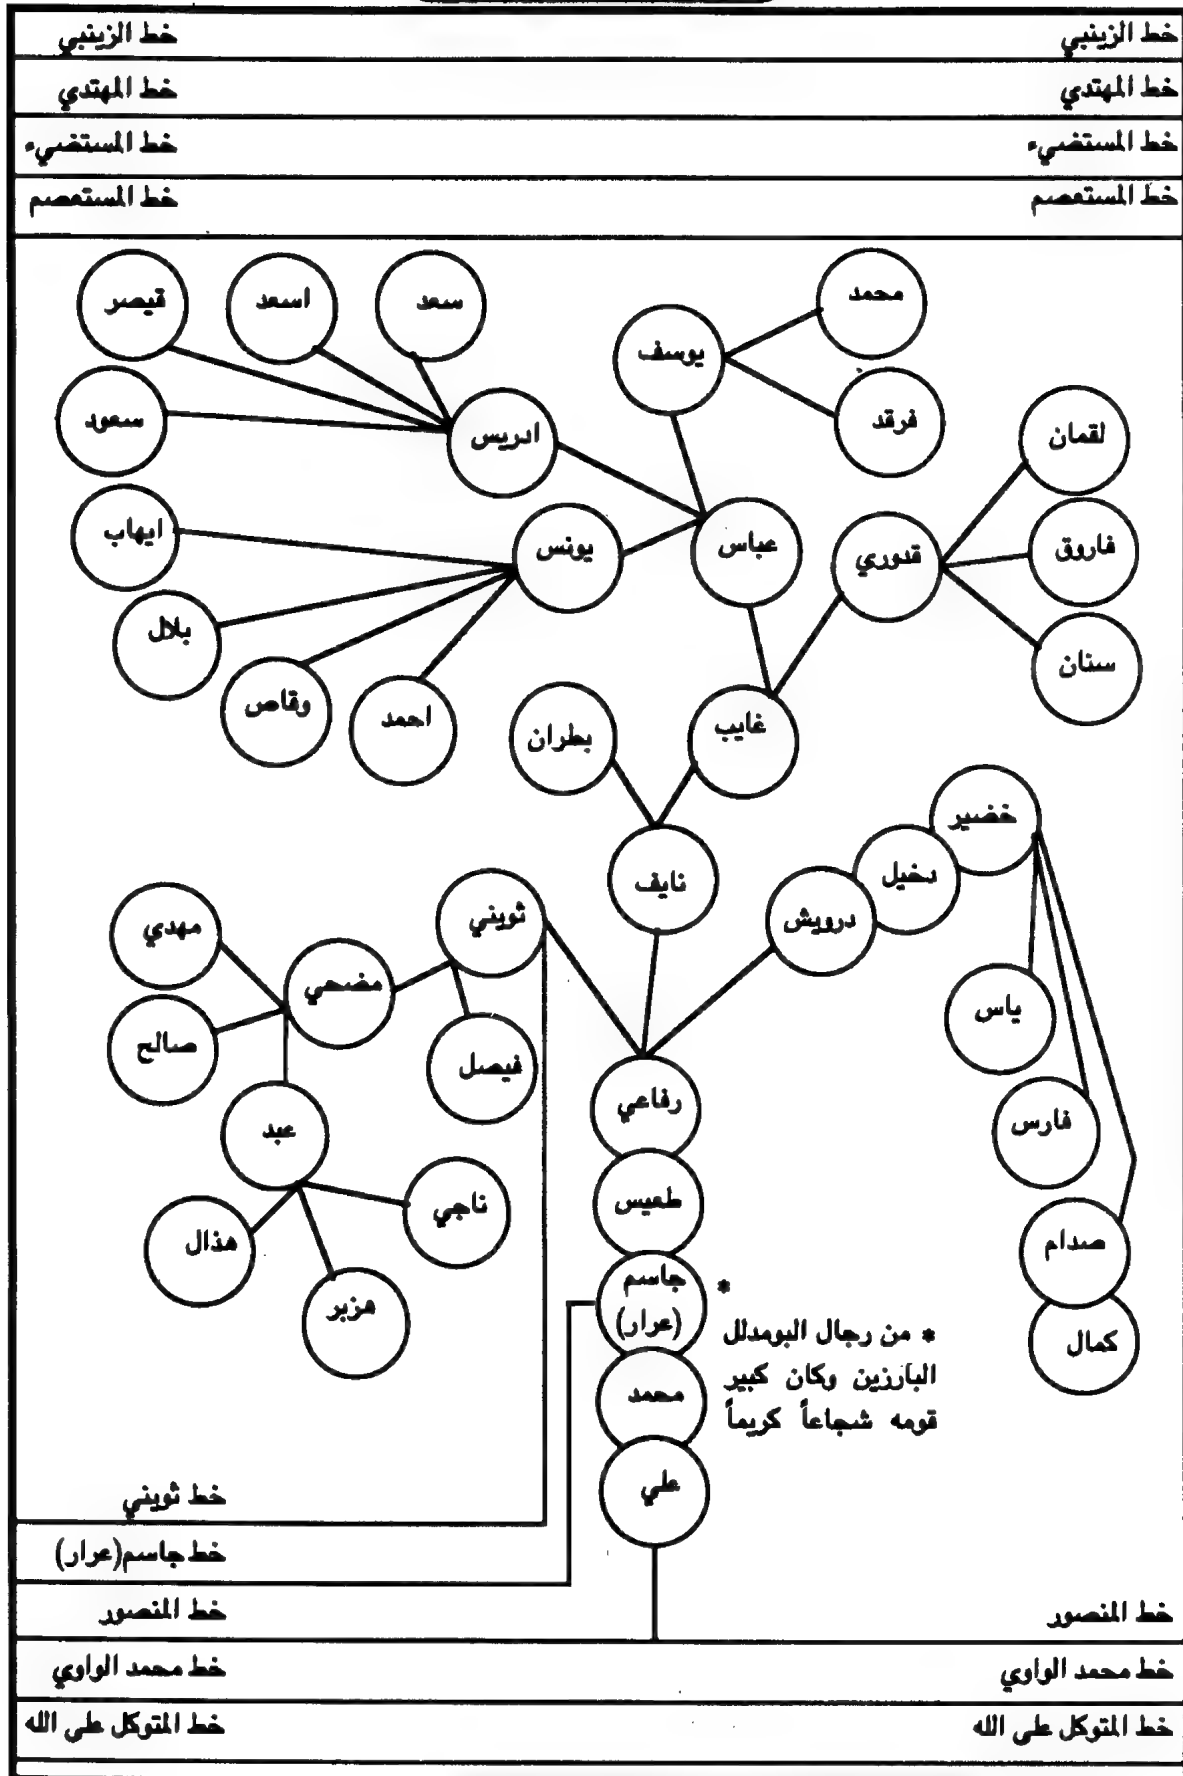 خط الزينبي
خط الزينبي
خط المهتدي
خط المهتدي
خط المستضيء
خط المستضيء
خط المستعصم
خط المستعصم
محمد
سعد
اسعد
قيصر
يوسف
فرقد
لقمان
ادريس
سعود
فاروق
قدوري
عباس
يونس
ايهاب
سنان
بلال
غايب
بطران
احمد
وقاص
خضير
دخيل
درويش
نايف
ثويني
مهدي
مضحي
صالح
ياس
فيصل
فارس
رفاعي
عبد
طعيس
ناجي
هذال
صدام
جاسم
(عرار)
*
هزبر
* من رجال البومدلل
البارزين وكان كبير
قومه شجاعاً كريماً
كمال
محمد
علي
خط ثويني
خط جاسم(عرار)
خط المنصور
خط المنصور
خط محمد الواوي
خط محمد الواوي
خط المتوكل على الله
خط المتوكل على الله